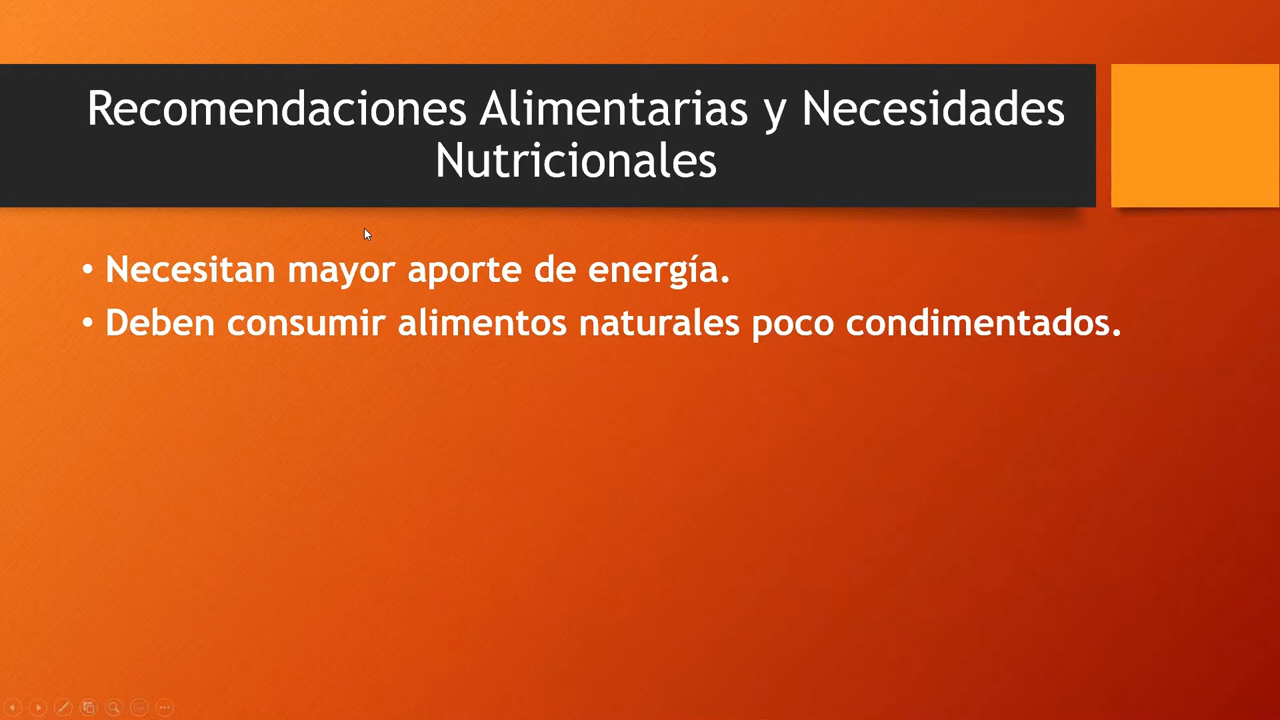 Recomendaciones Alimentarias y Necesidades
Nutricionales
• Necesitan mayor aporte de energía.
• Deben consumir alimentos naturales poco condimentados.